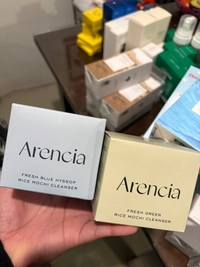 Arencia
FRESH BLUE HYSSOP
RICE MOCHI CLEANSER
Arencia
FRESH GREEN
RICE MOCHI CLEANSER